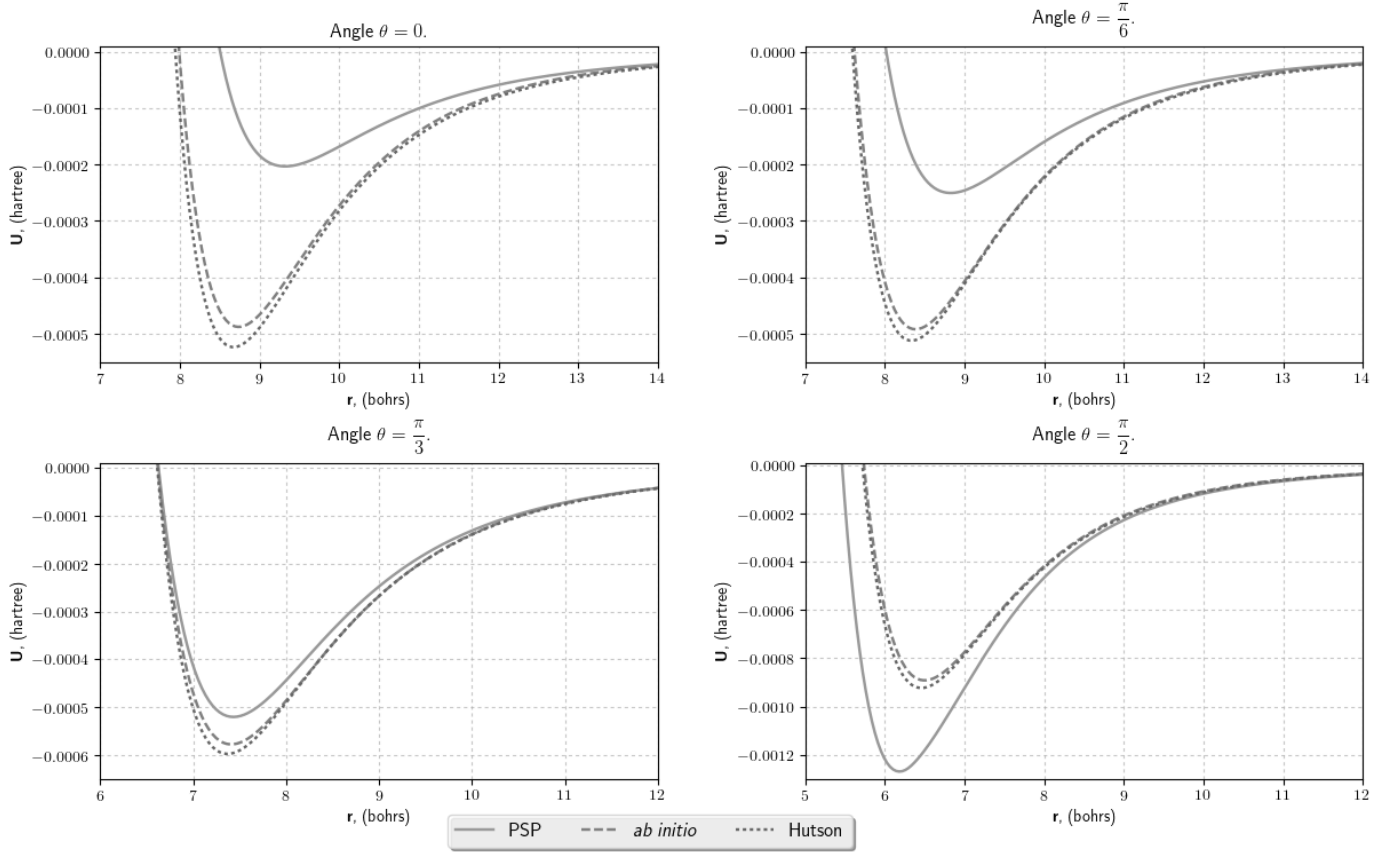 Angle θ = 0.
0.0000
−0.0001
−0.0002
−0.0003
−0.0004
−0.0005
U, (hartree)
7 8 9 10 11 12 13 14
r, (bohrs)
Angle θ = π/6.
0.0000
−0.0001
−0.0002
−0.0003
−0.0004
−0.0005
U, (hartree)
7 8 9 10 11 12 13 14
r, (bohrs)
Angle θ = π/3.
0.0000
−0.0001
−0.0002
−0.0003
−0.0004
−0.0005
−0.0006
U, (hartree)
6 7 8 9 10 11 12
r, (bohrs)
Angle θ = π/2.
0.0000
−0.0002
−0.0004
−0.0006
−0.0008
−0.0010
−0.0012
U, (hartree)
5 6 7 8 9 10 11 12
r, (bohrs)
PSP ab initio Hutson